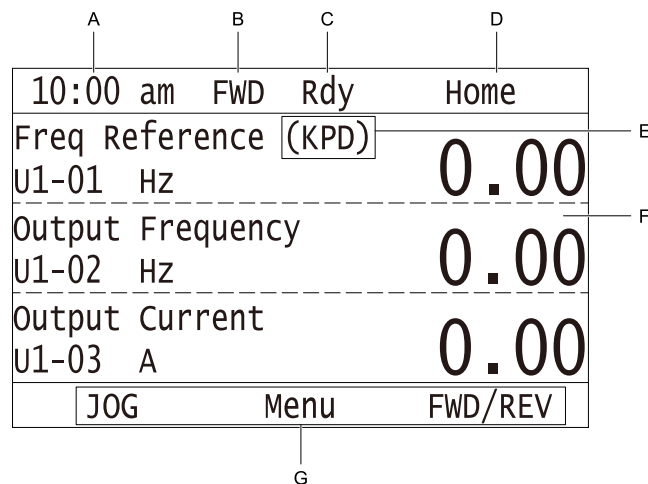 A B C D
10:00 am FWD Rdy Home
Freq Reference (KPD) E
U1-01 Hz 0.00
F
Output Frequency
U1-02 Hz 0.00
Output Current
U1-03 A 0.00
JOG Menu FWD/REV
G